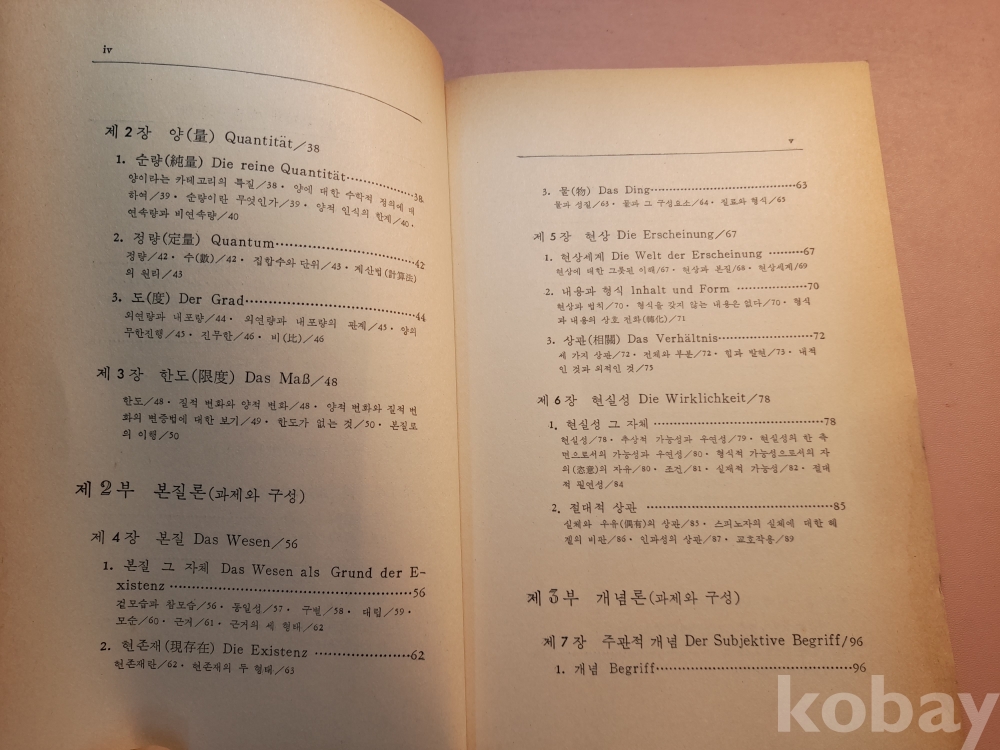 iv
제2장 양(量) Quantität/38
1. 순량(純量) Die reine Quantität……………38
양이라는 카테고리의 특질/38· 양에 대한 수학적 정의에 대
하여/39· 순량이란 무엇인가/39· 양적 인식의 한계/40·
연속량과 비연속량/40
2. 정량(定量) Quantum……………………42
정량/42· 수(數)/42· 집합수와 단위/43· 계산법(計算法)
의 원리/43
3. 도(度) Der Grad…………………………44
외연량과 내포량/44· 외연량과 내포량의 관계/45· 양의
무한진행/45· 진무한/46· 비(比)/46
제3장 한도(限度) Das Maß/48
한도/48· 질적 변화와 양적 변화/48· 양적 변화와 질적 변
화의 변증법에 대한 보기/49· 한도가 없는 것/50· 본질로
의 이행/50
제2부 본질론(과제와 구성)
제4장 본질 Das Wesen/56
1. 본질 그 자체 Das Wesen als Grund der E-
xistenz……………………………………56
겉모습과 참모습/56· 동일성/57· 구별/58· 대립/59·
모순/60· 근거/61· 근거의 세 형태/62
2. 현존재(現存在) Die Existenz ……………62
현존재란/62· 현존재의 두 형태/63
v
3. 물(物) Das Ding…………………………63
물과 성질/63· 물과 그 구성요소/64· 질료와 형식/65
제5장 현상 Die Erscheinung/67
1. 현상세계 Die Welt der Erscheinung …………67
현상에 대한 그릇된 이해/67· 현상과 본질/68· 현상세계/69
2. 내용과 형식 Inhalt und Form ……………70
현상과 법칙/70· 형식을 갖지 않는 내용은 없다/70· 형식
과 내용의 상호 전화(轉化)/71
3. 상관(相關) Das Verhältnis……………………72
세 가지 상관/72· 전체와 부분/72· 힘과 발현/73· 내적
인 것과 외적인 것/75
제6장 현실성 Die Wirklichkeit/78
1. 현실성 그 자체 ……………………………78
현실성/78· 추상적 가능성과 우연성/79· 현실성의 한 측
면으로서의 가능성과 우연성/80· 형식적 가능성으로서의 자
의(恣意)의 자유/80· 조건/81· 실재적 가능성/82· 절대
적 필연성/84
2. 절대적 상관 ………………………………85
실체와 우유(偶有)의 상관/85· 스피노자의 실체에 대한 헤
겔의 비판/86· 인과성의 상관/87· 교호작용/89
제3부 개념론(과제와 구성)
제7장 주관적 개념 Der Subjektive Begriff/96
1. 개념 Begriff………………………………96
kobay